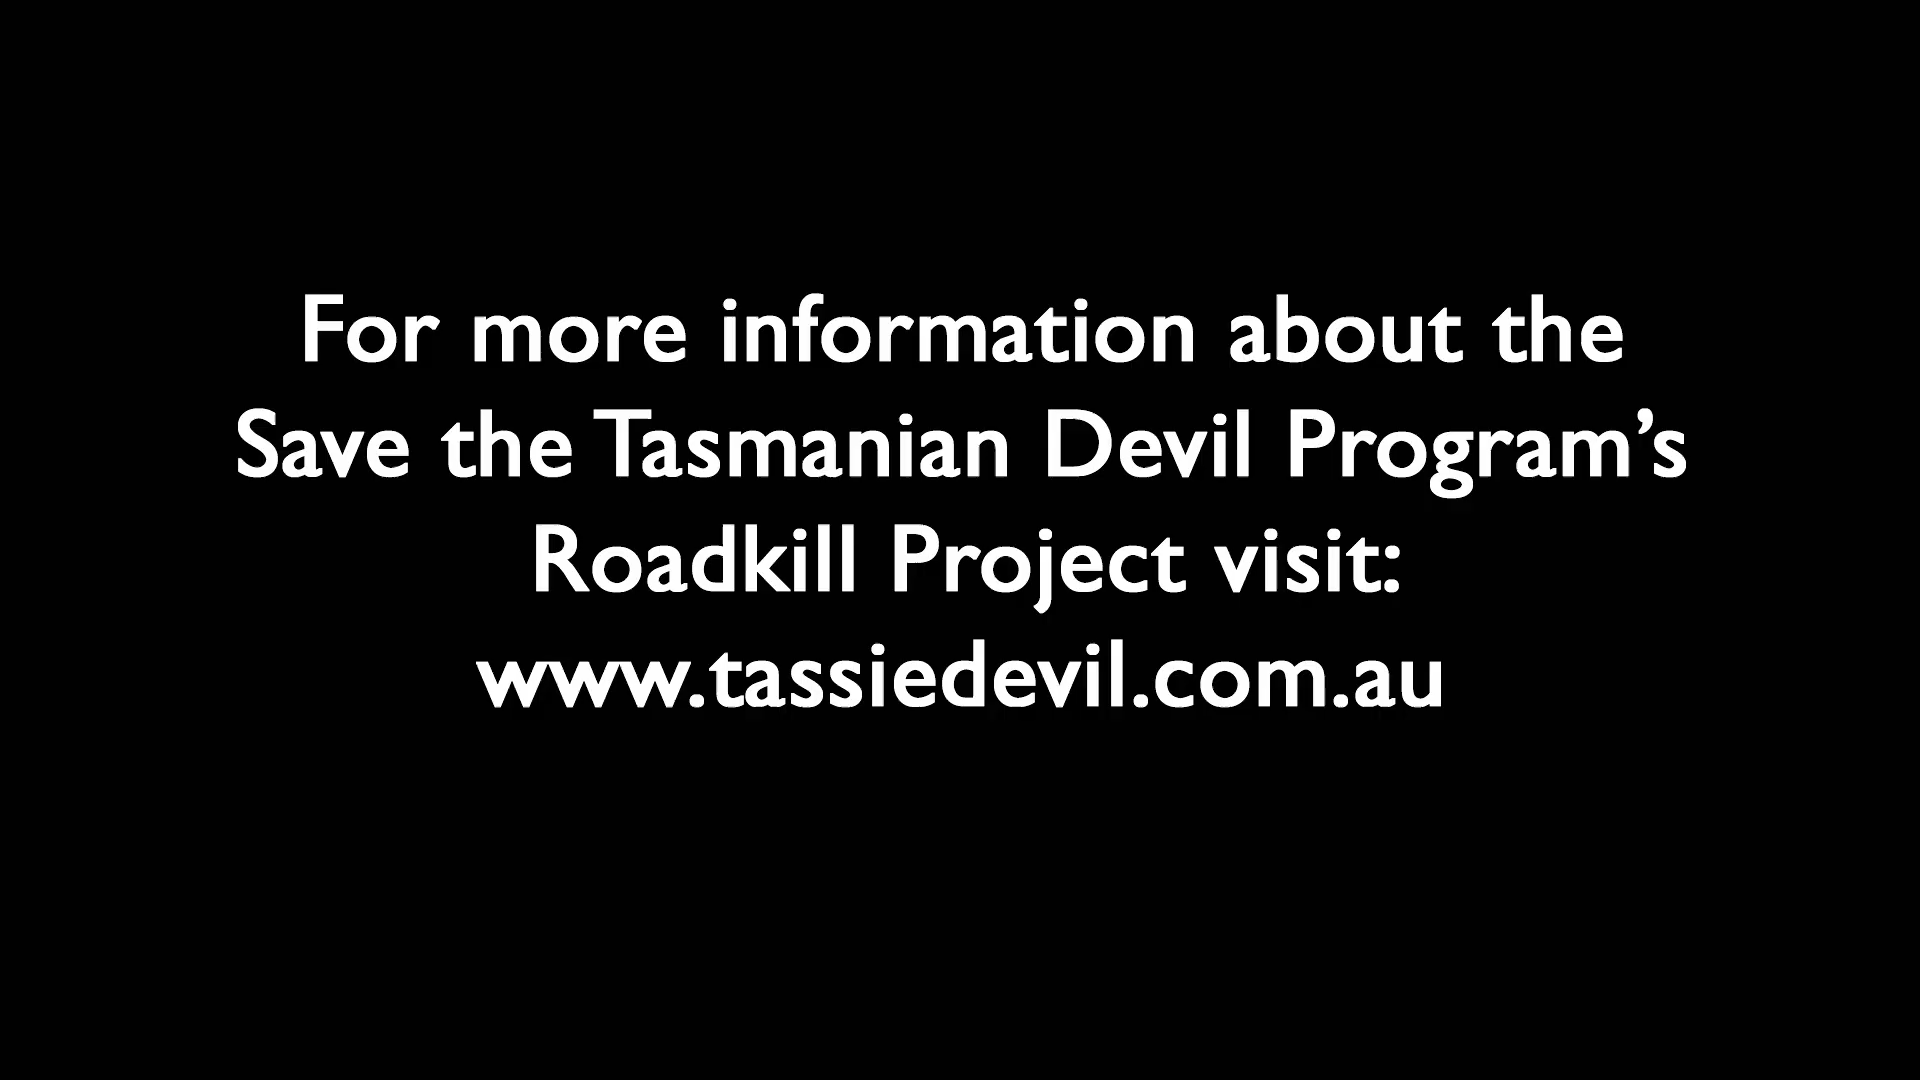 For more information about the
Save the Tasmanian Devil Program’s
Roadkill Project visit:
www.tassiedevil.com.au